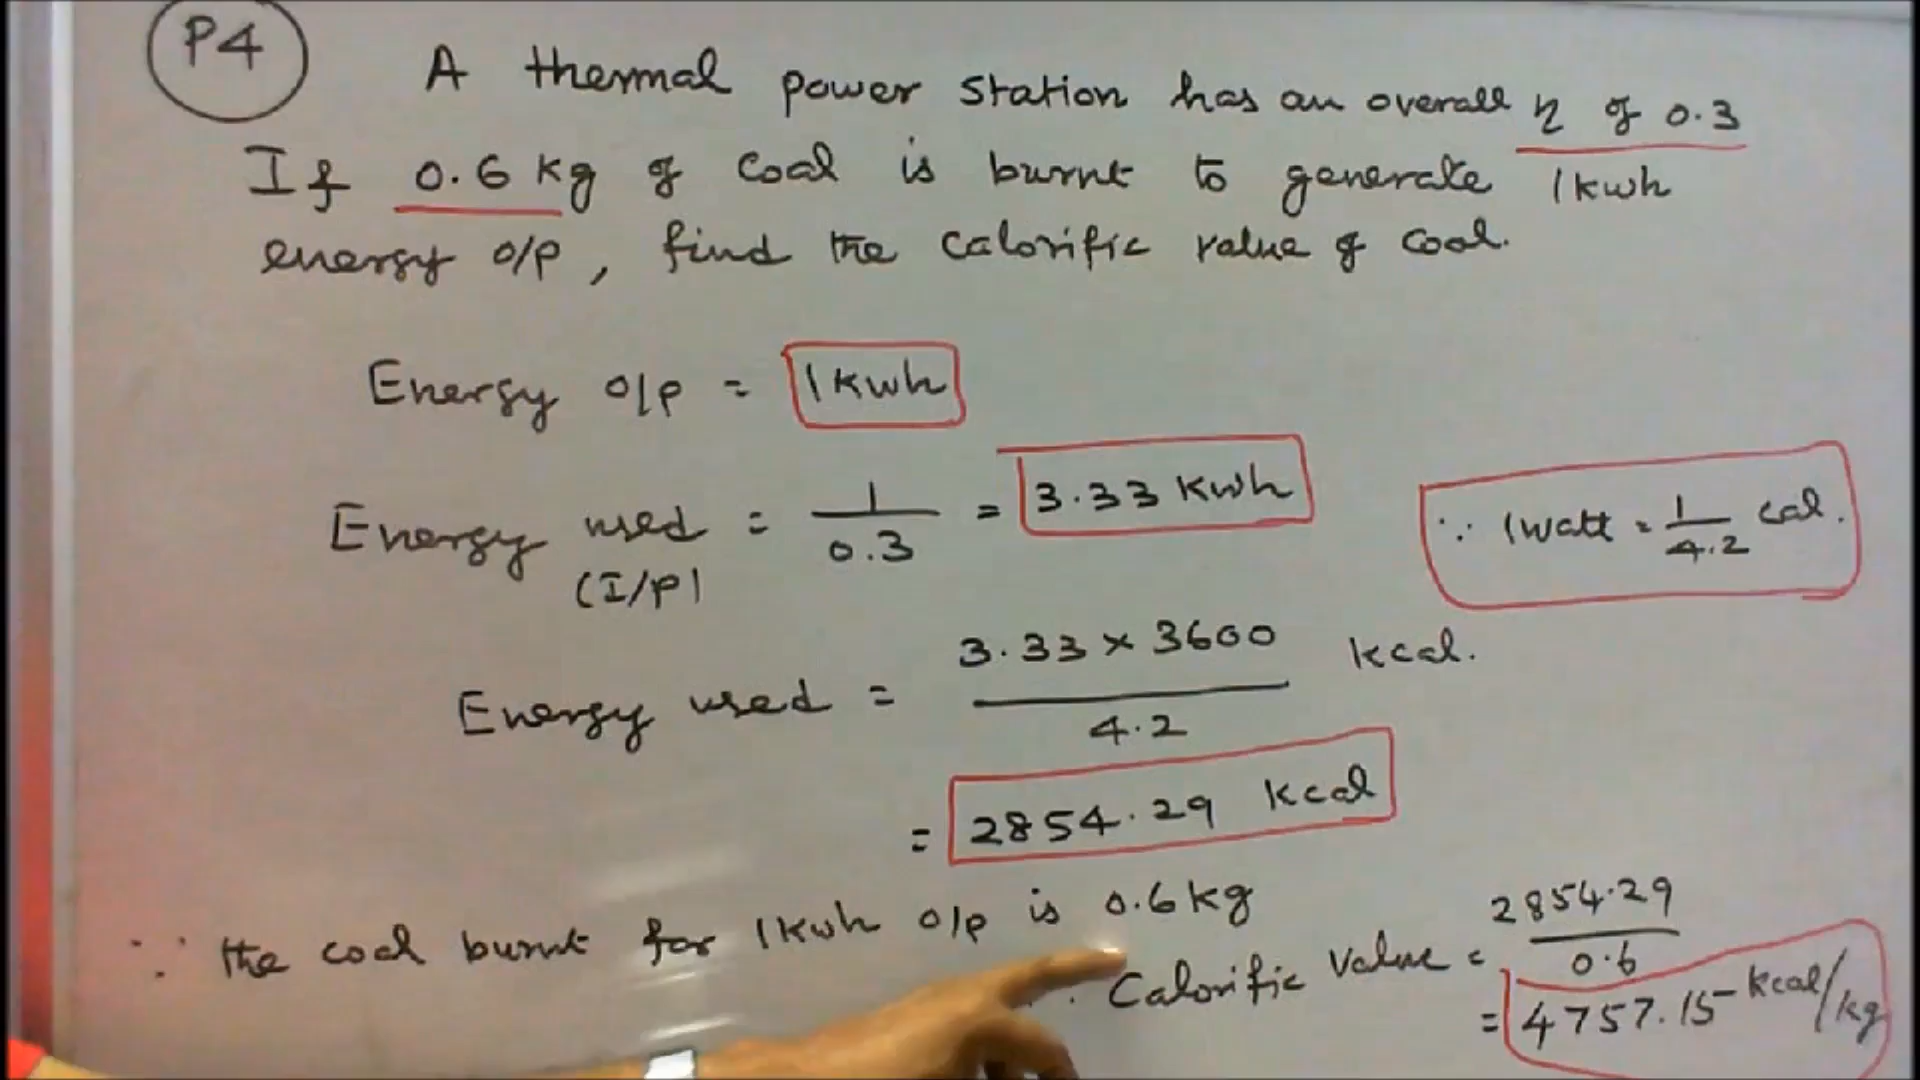 P4
A thermal power station has an overall η of 0.3
If 0.6 kg of coal is burnt to generate 1kwh
energy o/p, find the calorific value of coal.
Energy o/p = 1kwh
Energy used = 1/0.3 = 3.33 kwh
(I/P)
∵ 1watt = 1/4.2 cal.
Energy used = 3.33 × 3600 / 4.2 kcal.
= 2854.29 kcal
∵ the coal burnt for 1kwh o/p is 0.6kg
Calorific value = 2854.29 / 0.6
= 4757.15 kcal/kg